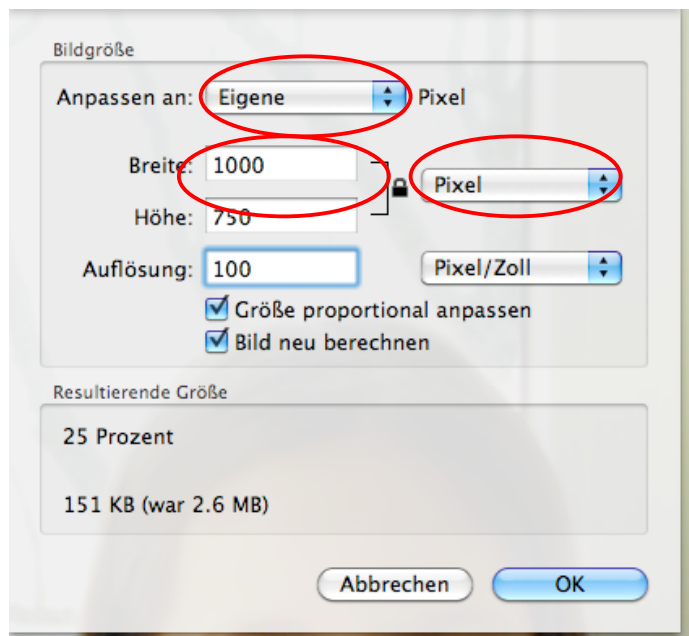 Bildgröße
Anpassen an: Eigene Pixel
Breite: 1000
Pixel
Höhe: 750
Auflösung: 100 Pixel/Zoll
Größe proportional anpassen
Bild neu berechnen
Resultierende Größe
25 Prozent
151 KB (war 2.6 MB)
Abbrechen OK